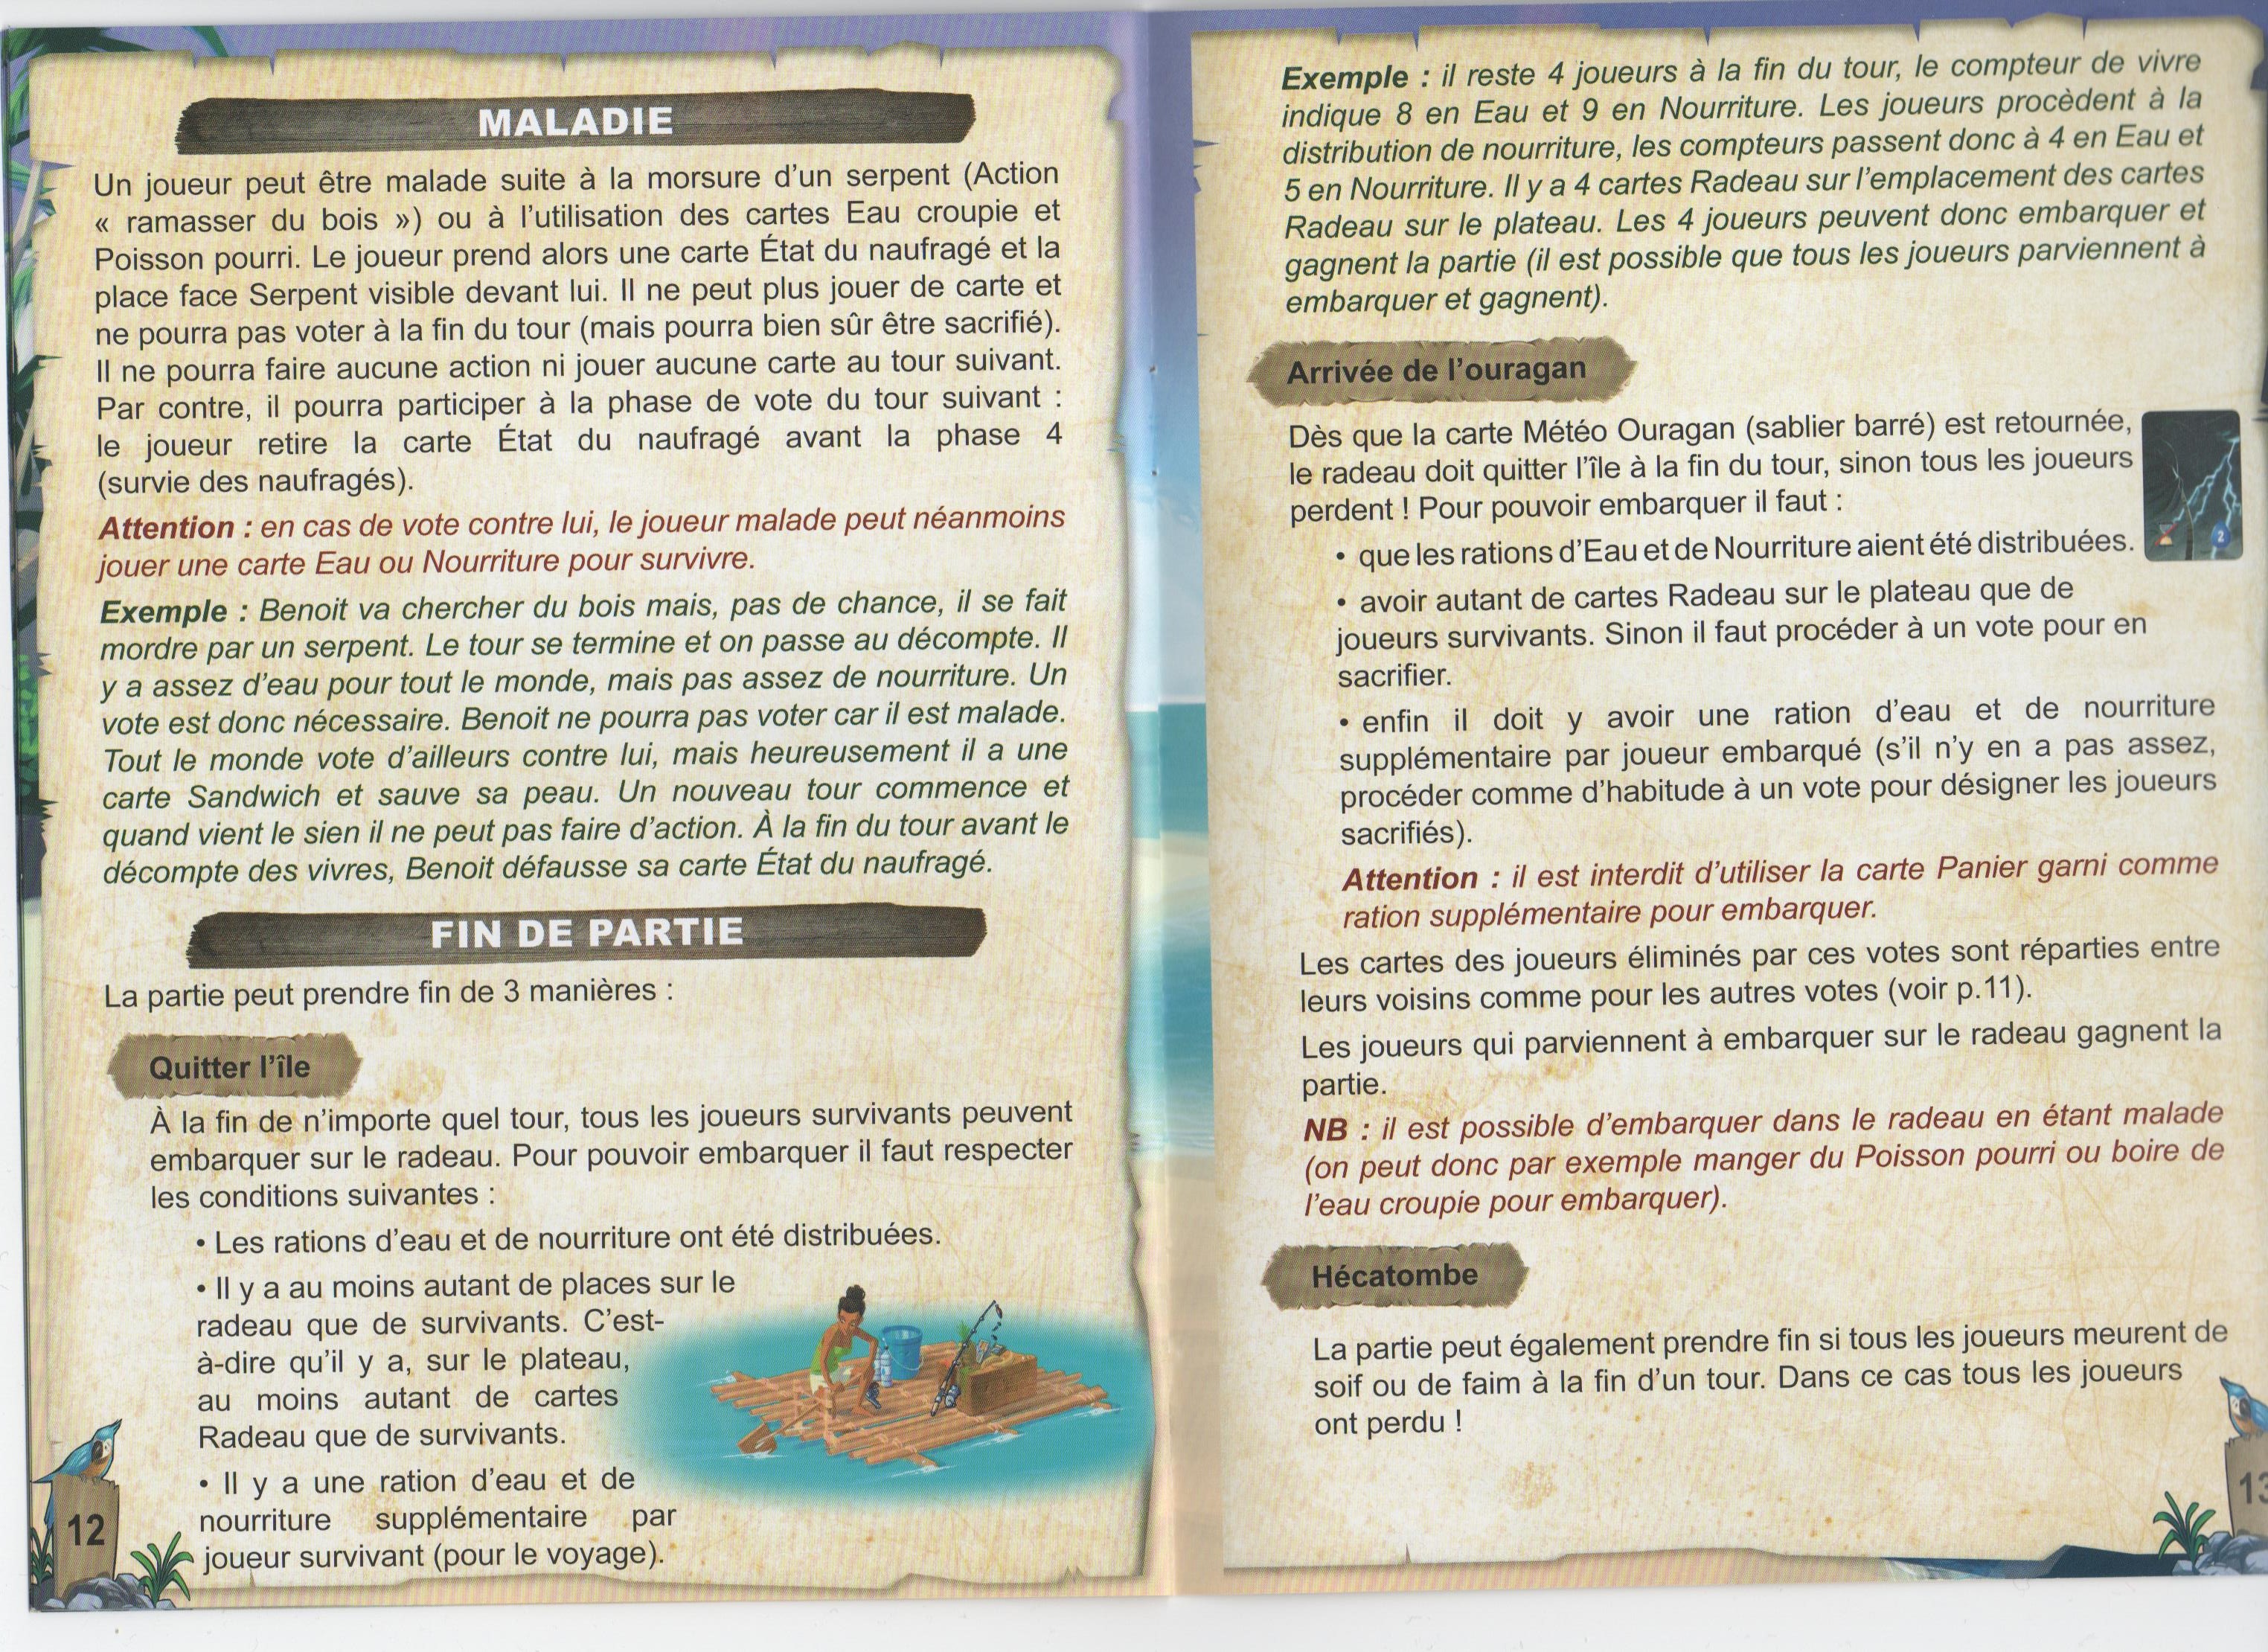 MALADIE
Un joueur peut être malade suite à la morsure d'un serpent (Action
« ramasser du bois ») ou à l'utilisation des cartes Eau croupie et
Poisson pourri. Le joueur prend alors une carte État du naufragé et la
place face Serpent visible devant lui. Il ne peut plus jouer de carte et
ne pourra pas voter à la fin du tour (mais pourra bien sûr être sacrifié).
Il ne pourra faire aucune action ni jouer aucune carte au tour suivant.
Par contre, il pourra participer à la phase de vote du tour suivant :
le joueur retire la carte État du naufragé avant la phase 4
(survie des naufragés).
Attention : en cas de vote contre lui, le joueur malade peut néanmoins
jouer une carte Eau ou Nourriture pour survivre.
Exemple : Benoit va chercher du bois mais, pas de chance, il se fait
mordre par un serpent. Le tour se termine et on passe au décompte. Il
y a assez d'eau pour tout le monde, mais pas assez de nourriture. Un
vote est donc nécessaire. Benoit ne pourra pas voter car il est malade.
Tout le monde vote d'ailleurs contre lui, mais heureusement il a une
carte Sandwich et sauve sa peau. Un nouveau tour commence et
quand vient le sien il ne peut pas faire d'action. À la fin du tour avant le
décompte des vivres, Benoit défausse sa carte État du naufragé.
FIN DE PARTIE
La partie peut prendre fin de 3 manières :
Quitter l'île
À la fin de n'importe quel tour, tous les joueurs survivants peuvent
embarquer sur le radeau. Pour pouvoir embarquer il faut respecter
les conditions suivantes :
• Les rations d'eau et de nourriture ont été distribuées.
• Il y a au moins autant de places sur le
radeau que de survivants. C'est-
à-dire qu'il y a, sur le plateau,
au moins autant de cartes
Radeau que de survivants.
• Il y a une ration d'eau et de
nourriture supplémentaire par
joueur survivant (pour le voyage).
12
Exemple : il reste 4 joueurs à la fin du tour, le compteur de vivre
indique 8 en Eau et 9 en Nourriture. Les joueurs procèdent à la
distribution de nourriture, les compteurs passent donc à 4 en Eau et
5 en Nourriture. Il y a 4 cartes Radeau sur l'emplacement des cartes
Radeau sur le plateau. Les 4 joueurs peuvent donc embarquer et
gagnent la partie (il est possible que tous les joueurs parviennent à
embarquer et gagnent).
Arrivée de l'ouragan
Dès que la carte Météo Ouragan (sablier barré) est retournée,
le radeau doit quitter l'île à la fin du tour, sinon tous les joueurs
perdent ! Pour pouvoir embarquer il faut :
2
• que les rations d'Eau et de Nourriture aient été distribuées.
• avoir autant de cartes Radeau sur le plateau que de
joueurs survivants. Sinon il faut procéder à un vote pour en
sacrifier.
• enfin il doit y avoir une ration d'eau et de nourriture
supplémentaire par joueur embarqué (s'il n'y en a pas assez,
procéder comme d'habitude à un vote pour désigner les joueurs
sacrifiés).
Attention : il est interdit d'utiliser la carte Panier garni comme
ration supplémentaire pour embarquer.
Les cartes des joueurs éliminés par ces votes sont réparties entre
leurs voisins comme pour les autres votes (voir p.11).
Les joueurs qui parviennent à embarquer sur le radeau gagnent la
partie.
NB : il est possible d'embarquer dans le radeau en étant malade
(on peut donc par exemple manger du Poisson pourri ou boire de
l'eau croupie pour embarquer).
Hécatombe
La partie peut également prendre fin si tous les joueurs meurent de
soif ou de faim à la fin d'un tour. Dans ce cas tous les joueurs
ont perdu !
13